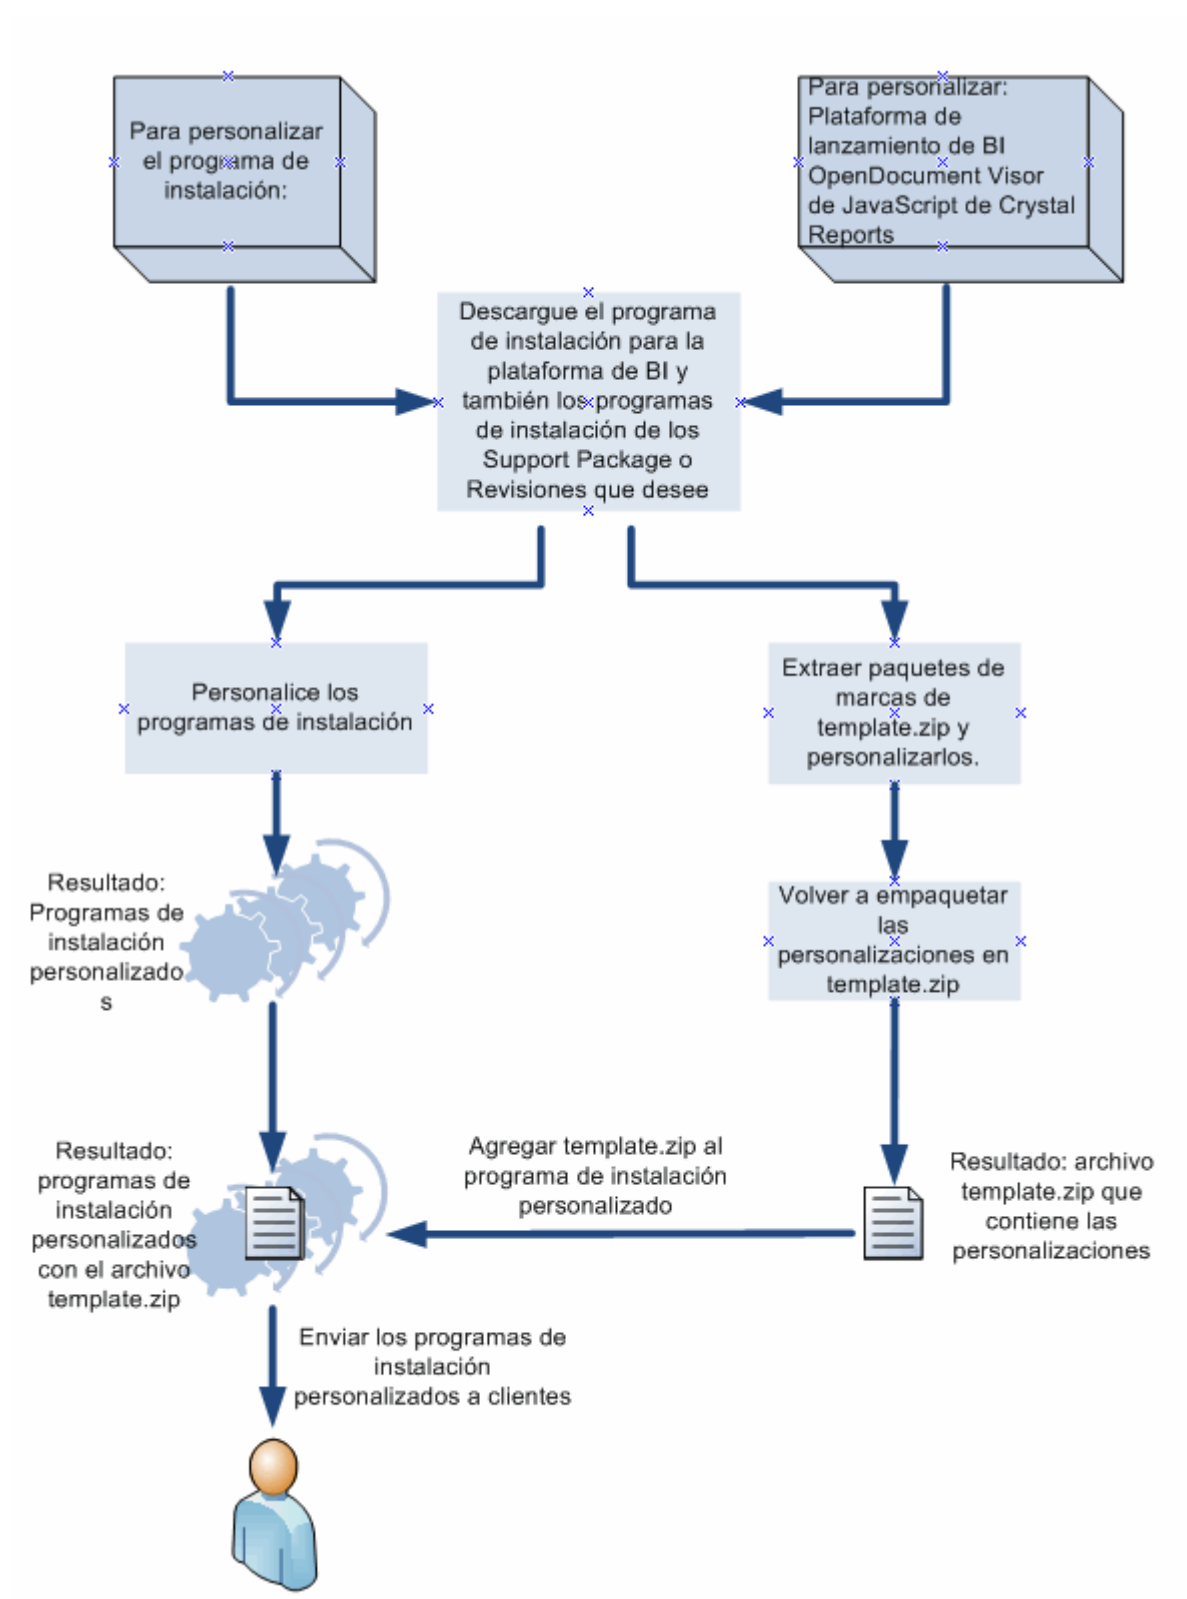 Para personalizar
el programa de
instalación:
Para personalizar:
Plataforma de
lanzamiento de BI
OpenDocument Visor
de JavaScript de Crystal
Reports
Descargue el programa
de instalación para la
plataforma de BI y
también los programas
de instalación de los
Support Package o
Revisiones que desee
Personalice los
programas de instalación
Extraer paquetes de
marcas de
template.zip y
personalizarlos.
Resultado:
Programas de
instalación
personalizado
s
Volver a empaquetar
las
personalizaciones en
template.zip
Resultado:
programas de
instalación
personalizados
con el archivo
template.zip
Agregar template.zip al
programa de instalación
personalizado
Resultado: archivo
template.zip que
contiene las
personalizaciones
Enviar los programas de
instalación
personalizados a clientes